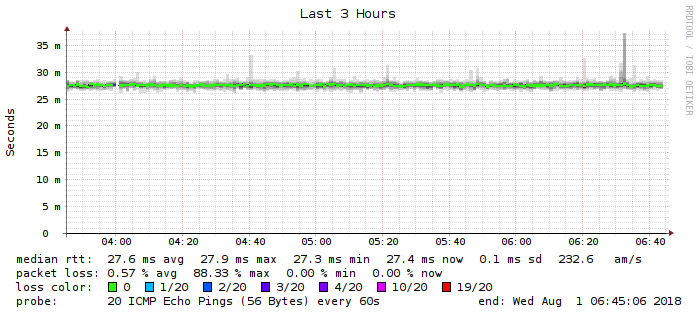 Last 3 Hours
RRDTOOL / TOBI OETIKER
Seconds
35 m
30 m
25 m
20 m
15 m
10 m
5 m
0
04:00 04:20 04:40 05:00 05:20 05:40 06:00 06:20 06:40
median rtt: 27.6 ms avg 27.9 ms max 27.3 ms min 27.4 ms now 0.1 ms sd 232.6 am/s
packet loss: 0.57 % avg 88.33 % max 0.00 % min 0.00 % now
loss color: 0 1/20 2/20 3/20 4/20 10/20 19/20
probe: 20 ICMP Echo Pings (56 Bytes) every 60s end: Wed Aug 1 06:45:06 2018